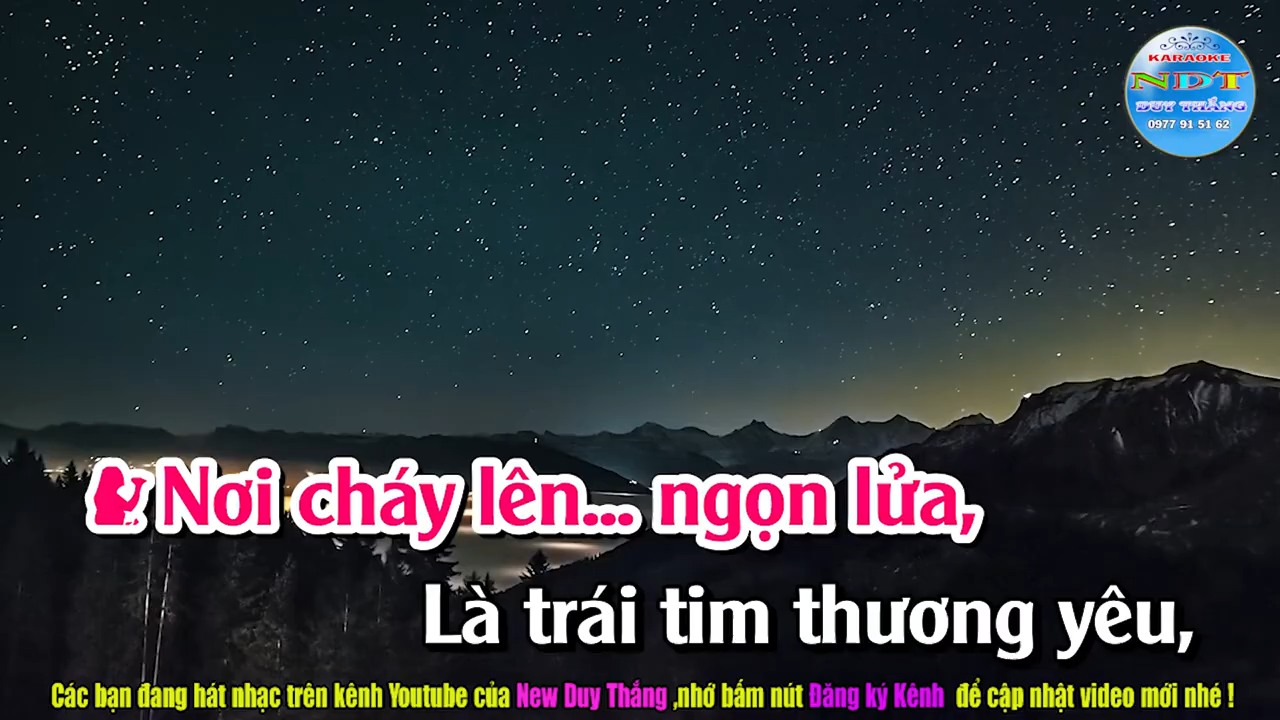 KARAOKE
NDT
DUY THẮNG
0977 91 51 62
Nơi cháy lên... ngọn lửa,
Là trái tim thương yêu,
Các bạn đang hát nhạc trên kênh Youtube của New Duy Thắng ,nhớ bấm nút Đăng ký Kênh để cập nhật video mới nhé !